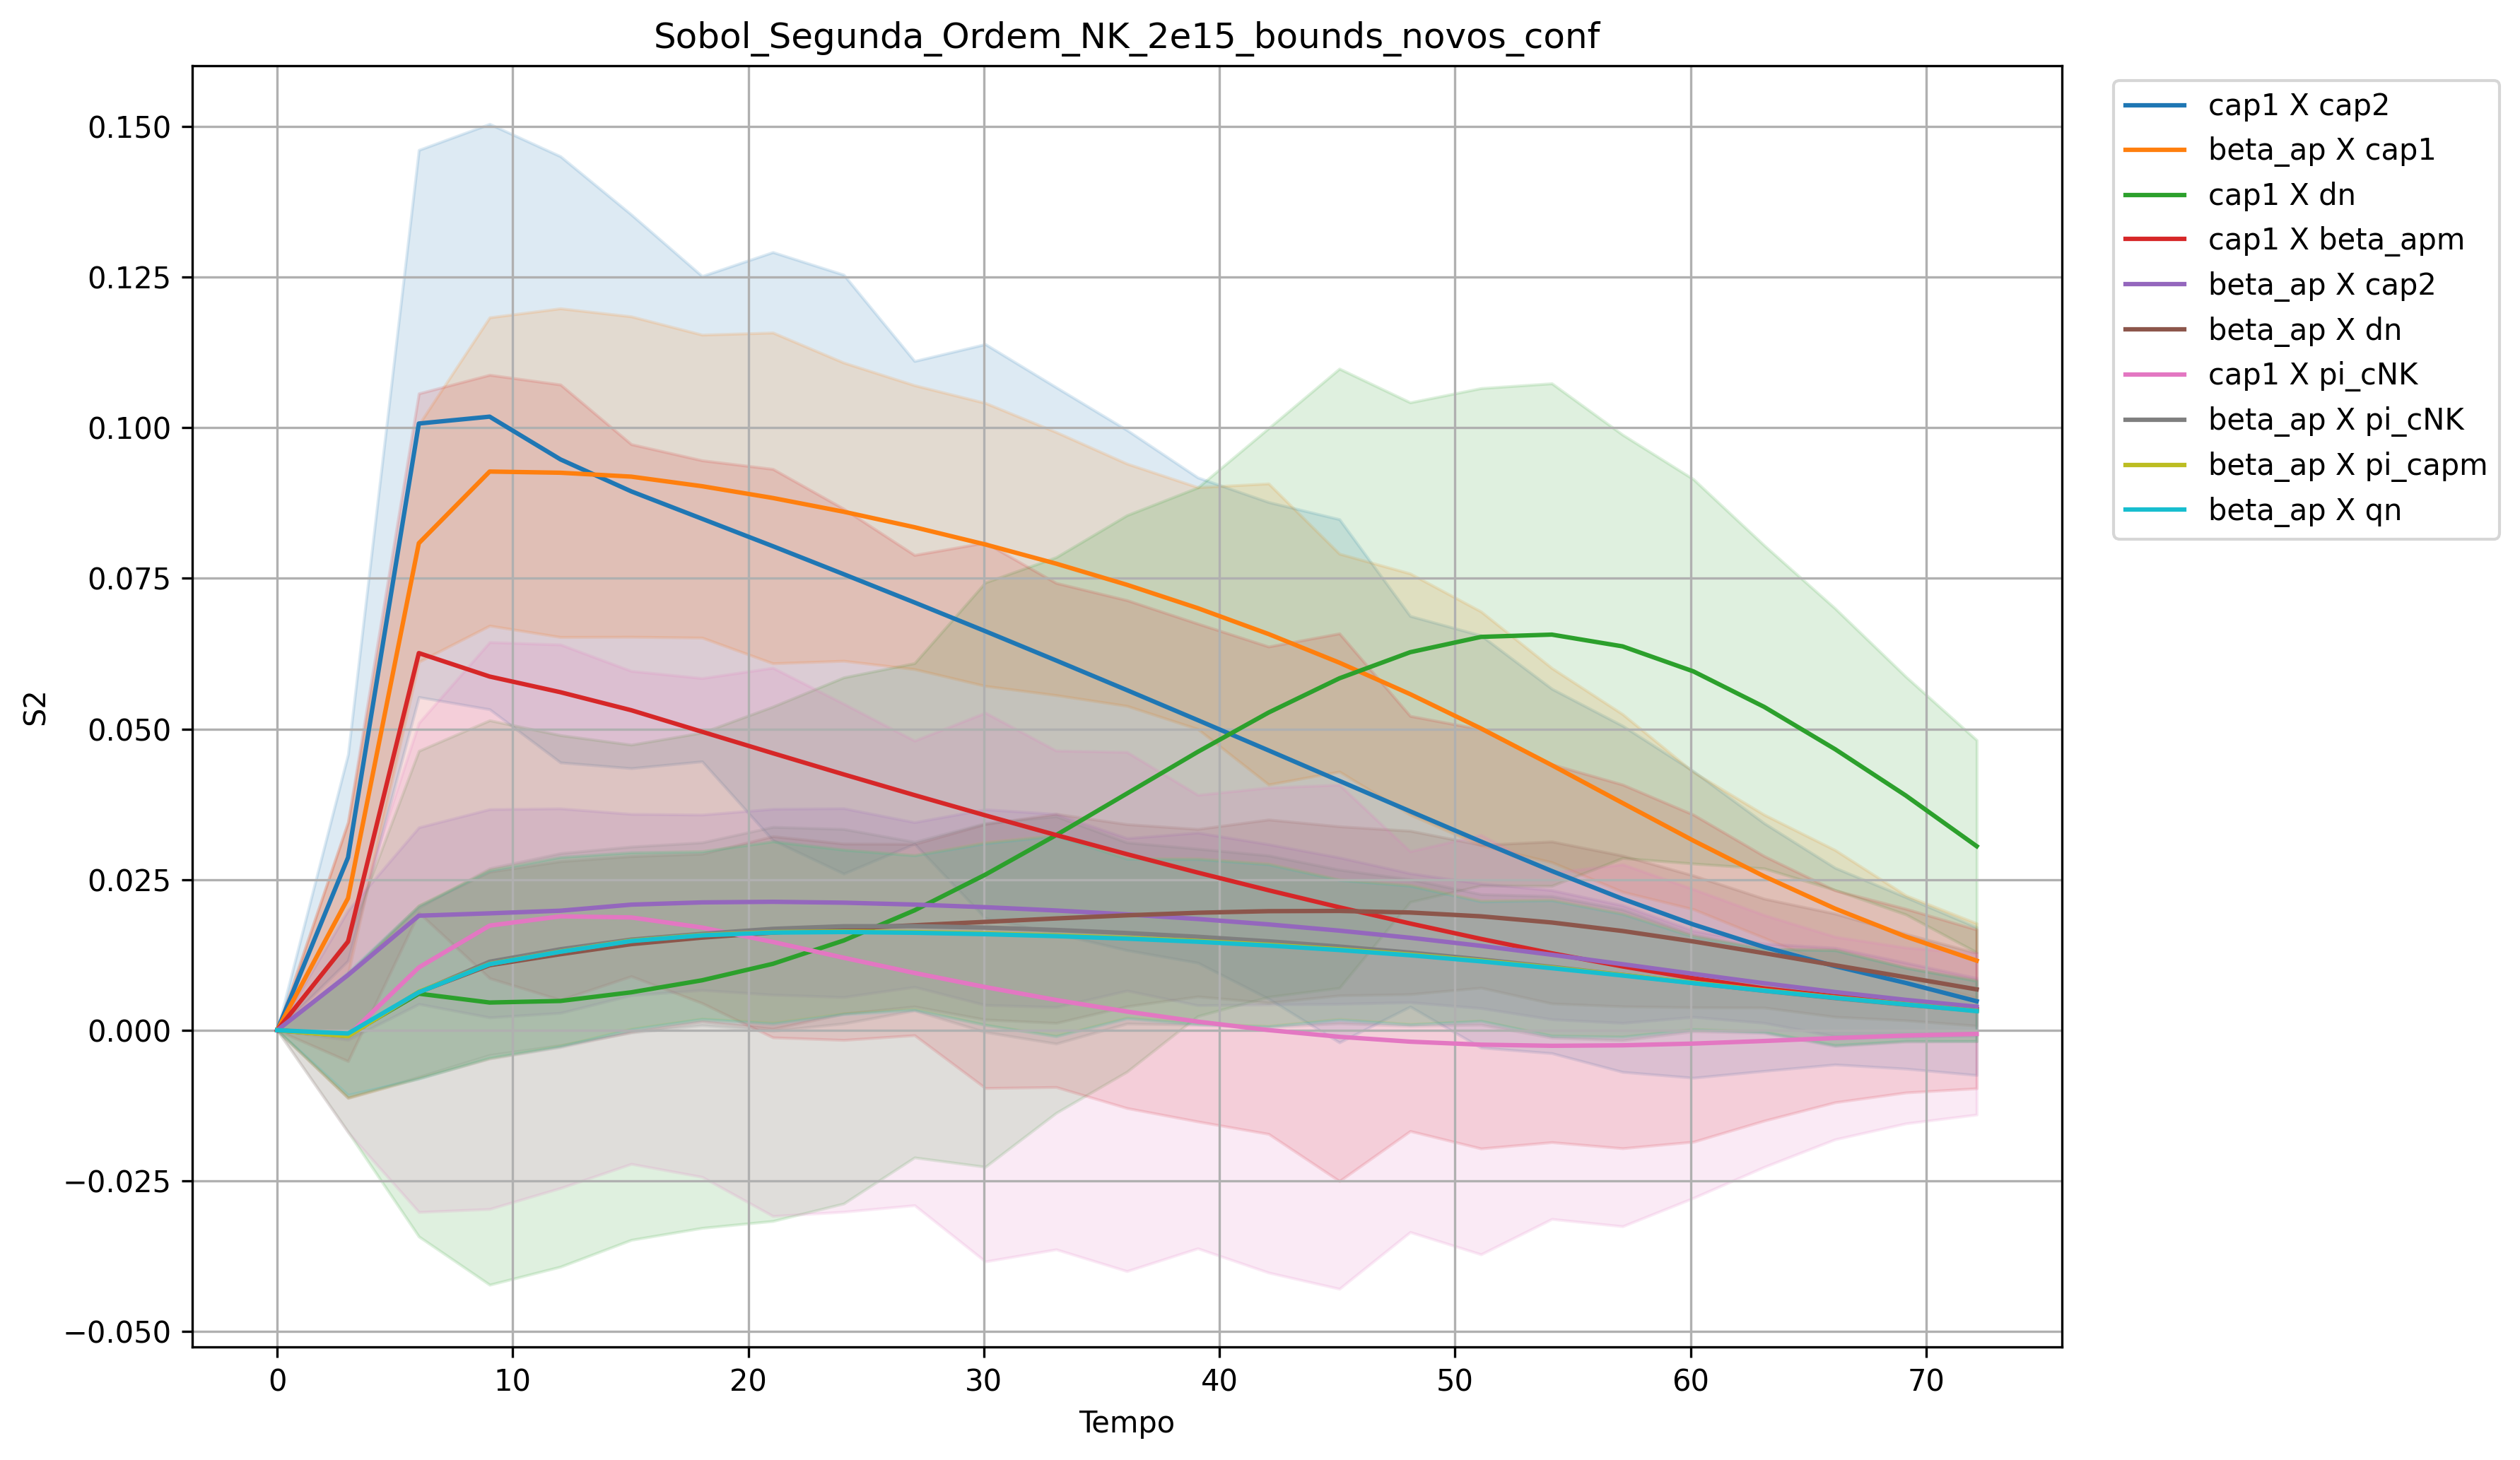 Sobol_Segunda_Ordem_NK_2e15_bounds_novos_conf
S2
0.150
0.125
0.100
0.075
0.050
0.025
0.000
−0.025
−0.050
0 10 20 30 40 50 60 70
Tempo
cap1 X cap2
beta_ap X cap1
cap1 X dn
cap1 X beta_apm
beta_ap X cap2
beta_ap X dn
cap1 X pi_cNK
beta_ap X pi_cNK
beta_ap X pi_capm
beta_ap X qn